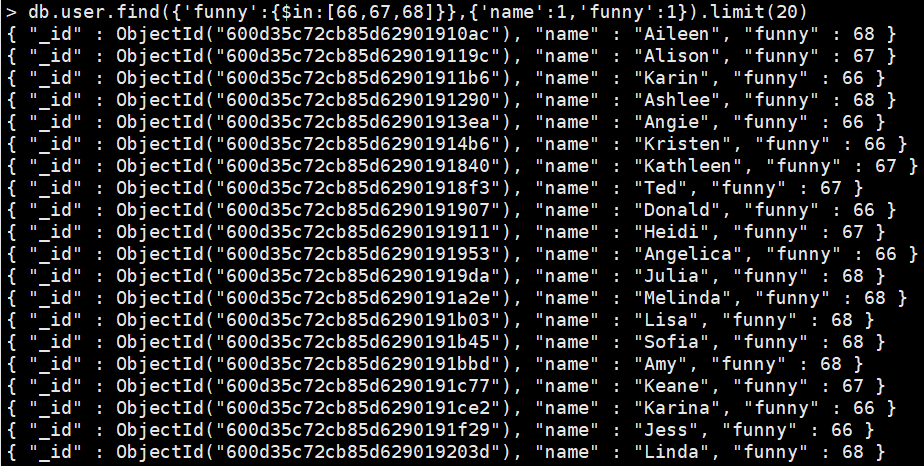 > db.user.find({'funny':{$in:[66,67,68]}},{'name':1,'funny':1}).limit(20)
{ "_id" : ObjectId("600d35c72cb85d62901910ac"), "name" : "Aileen", "funny" : 68 }
{ "_id" : ObjectId("600d35c72cb85d629019119c"), "name" : "Alison", "funny" : 67 }
{ "_id" : ObjectId("600d35c72cb85d62901911b6"), "name" : "Karin", "funny" : 66 }
{ "_id" : ObjectId("600d35c72cb85d6290191290"), "name" : "Ashlee", "funny" : 68 }
{ "_id" : ObjectId("600d35c72cb85d62901913ea"), "name" : "Angie", "funny" : 66 }
{ "_id" : ObjectId("600d35c72cb85d62901914b6"), "name" : "Kristen", "funny" : 66 }
{ "_id" : ObjectId("600d35c72cb85d6290191840"), "name" : "Kathleen", "funny" : 67 }
{ "_id" : ObjectId("600d35c72cb85d62901918f3"), "name" : "Ted", "funny" : 67 }
{ "_id" : ObjectId("600d35c72cb85d6290191907"), "name" : "Donald", "funny" : 66 }
{ "_id" : ObjectId("600d35c72cb85d6290191911"), "name" : "Heidi", "funny" : 67 }
{ "_id" : ObjectId("600d35c72cb85d6290191953"), "name" : "Angelica", "funny" : 66 }
{ "_id" : ObjectId("600d35c72cb85d62901919da"), "name" : "Julia", "funny" : 68 }
{ "_id" : ObjectId("600d35c72cb85d6290191a2e"), "name" : "Melinda", "funny" : 68 }
{ "_id" : ObjectId("600d35c72cb85d6290191b03"), "name" : "Lisa", "funny" : 68 }
{ "_id" : ObjectId("600d35c72cb85d6290191b45"), "name" : "Sofia", "funny" : 68 }
{ "_id" : ObjectId("600d35c72cb85d6290191bbd"), "name" : "Amy", "funny" : 68 }
{ "_id" : ObjectId("600d35c72cb85d6290191c77"), "name" : "Keane", "funny" : 67 }
{ "_id" : ObjectId("600d35c72cb85d6290191ce2"), "name" : "Karina", "funny" : 66 }
{ "_id" : ObjectId("600d35c72cb85d6290191f29"), "name" : "Jess", "funny" : 66 }
{ "_id" : ObjectId("600d35c72cb85d629019203d"), "name" : "Linda", "funny" : 68 }